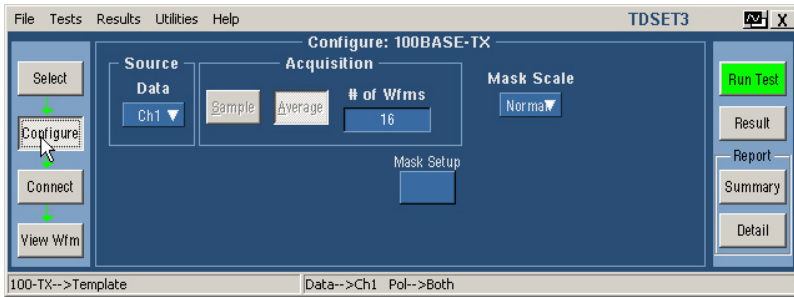 File Tests Results Utilities Help TDSET3 X
Configure: 100BASE-TX
Source
Data
Ch1
Acquisition
Sample Average
# of Wfms
16
Mask Scale
Normal
Mask Setup
Select
Configure
Connect
View Wfm
Run Test
Result
Report
Summary
Detail
100-TX-->Template Data-->Ch1 Pol-->Both